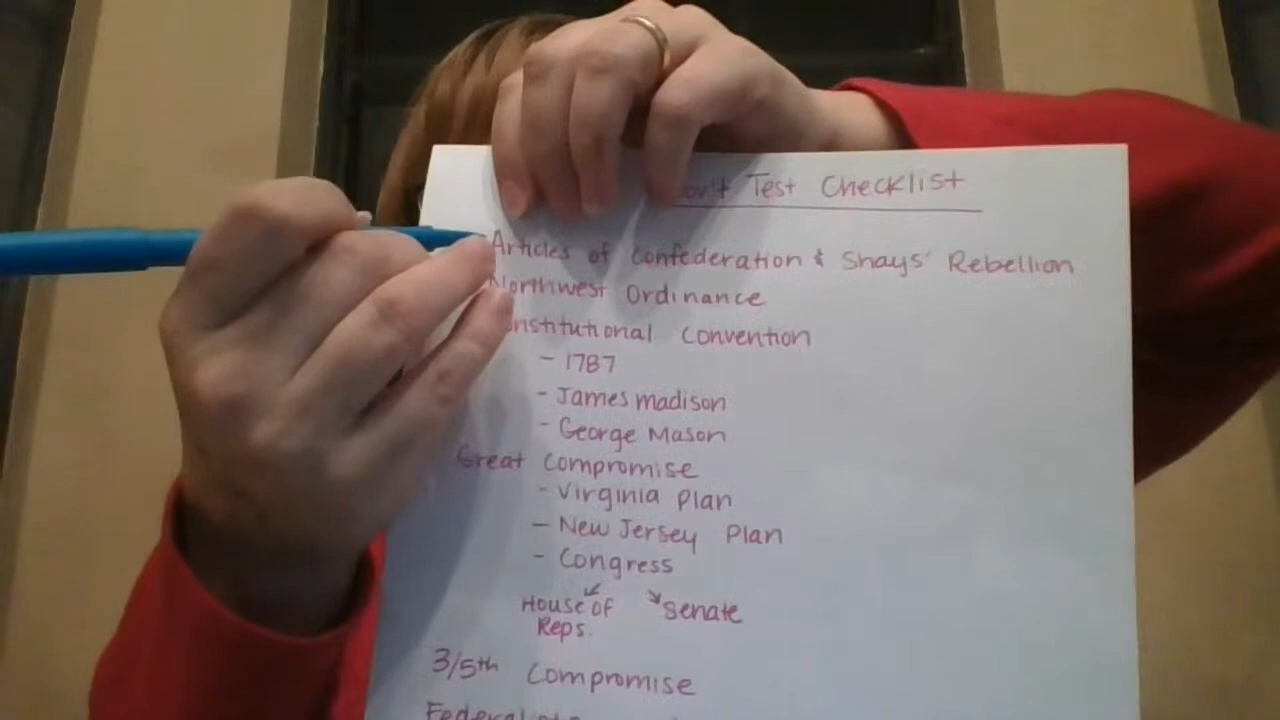 Test Checklist
Articles of Confederation & Shays' Rebellion
Northwest Ordinance
Constitutional Convention
- 1787
- James madison
- George Mason
Great Compromise
- Virginia Plan
- New Jersey Plan
- Congress
↙ ↘
House of Senate
Reps.
3/5th Compromise